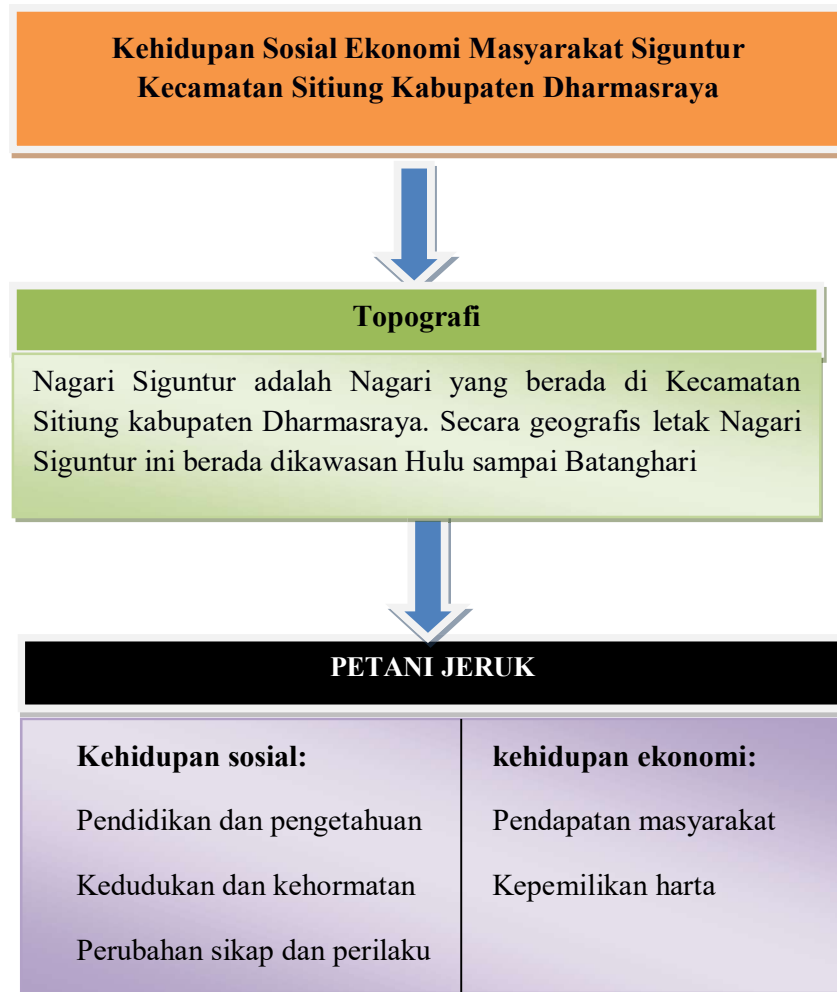 Kehidupan Sosial Ekonomi Masyarakat Siguntur
Kecamatan Sitiung Kabupaten Dharmasraya
Topografi
Nagari Siguntur adalah Nagari yang berada di Kecamatan
Sitiung kabupaten Dharmasraya. Secara geografis letak Nagari
Siguntur ini berada dikawasan Hulu sampai Batanghari
PETANI JERUK
Kehidupan sosial:
Pendidikan dan pengetahuan
Kedudukan dan kehormatan
Perubahan sikap dan perilaku
kehidupan ekonomi:
Pendapatan masyarakat
Kepemilikan harta